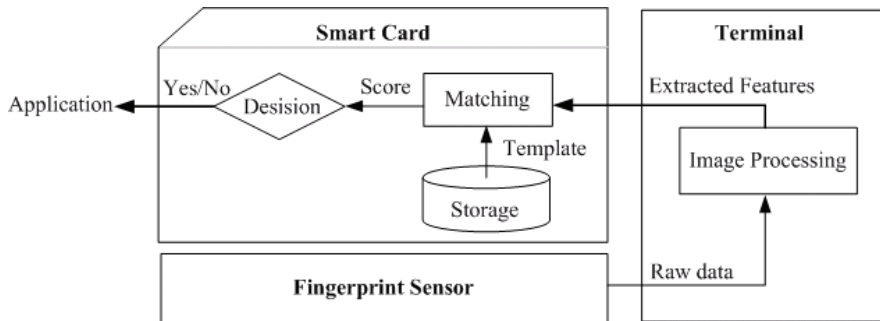 Smart Card
Terminal
Yes/No
Score
Extracted Features
Application
Desision
Matching
Template
Image Processing
Storage
Raw data
Fingerprint Sensor